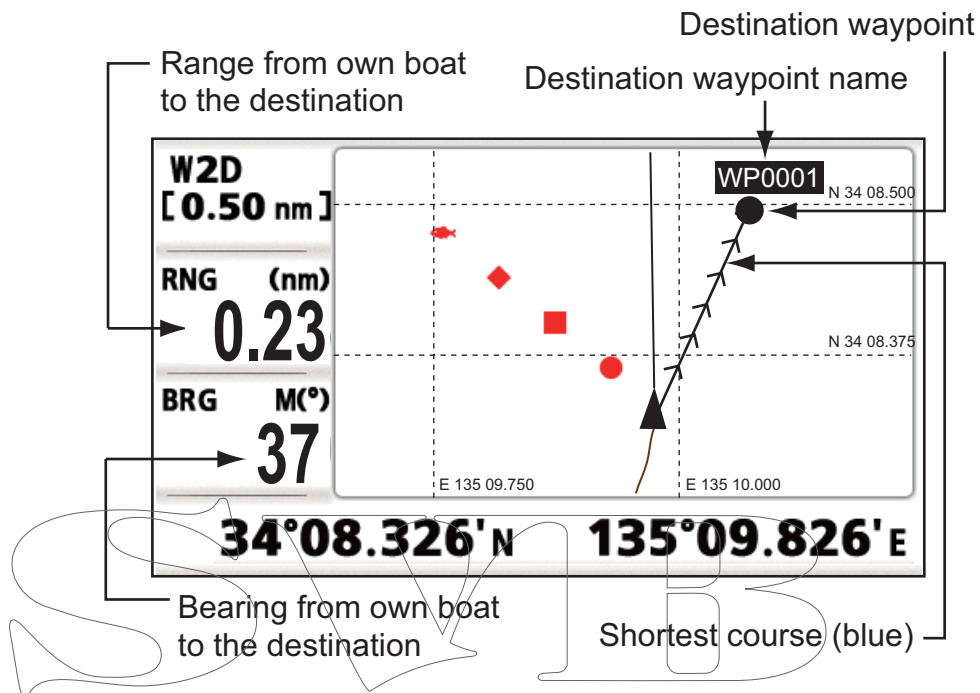 Destination waypoint
Range from own boat
to the destination
Destination waypoint name
W2D
[0.50 nm]
WP0001
N 34 08.500
RNG (nm)
0.23
N 34 08.375
BRG M(°)
37
E 135 09.750
E 135 10.000
34°08.326'N 135°09.826'E
Bearing from own boat
to the destination
Shortest course (blue)
SVB